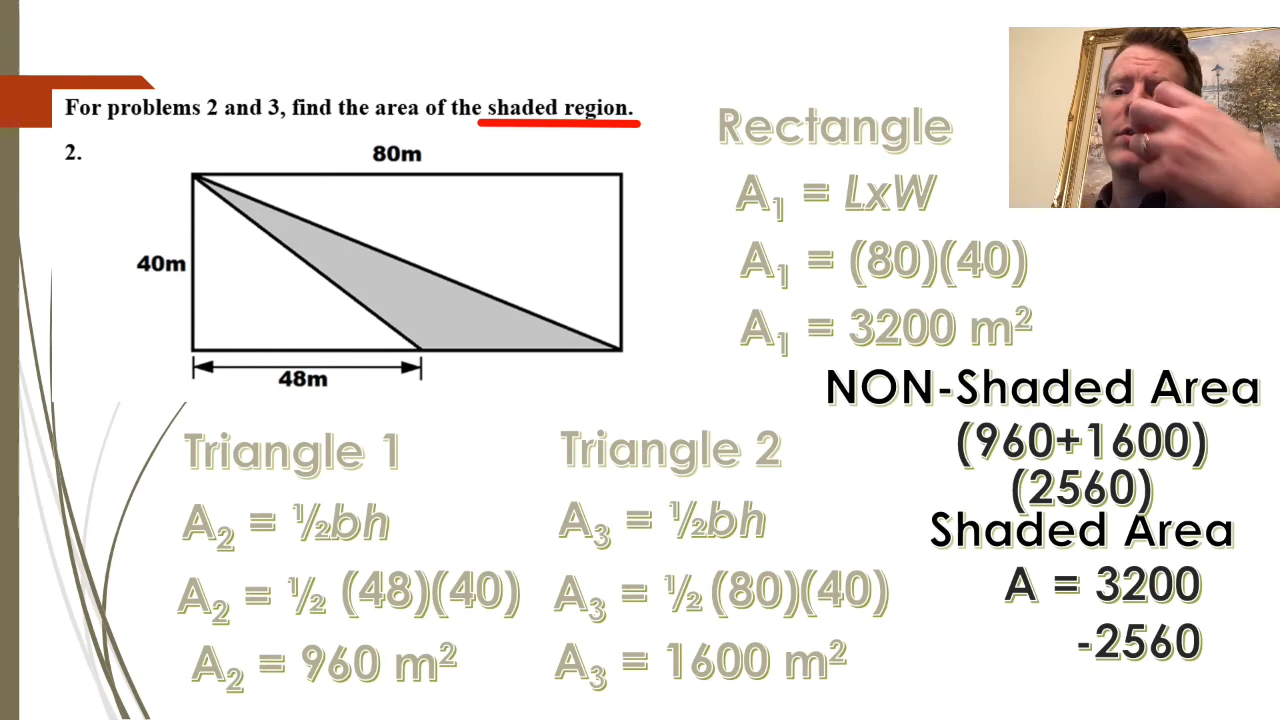 For problems 2 and 3, find the area of the shaded region.
2.
80m
40m
48m
Rectangle
A₁ = LxW
A₁ = (80)(40)
A₁ = 3200 m²
Triangle 1
A₂ = ½bh
A₂ = ½ (48)(40)
A₂ = 960 m²
Triangle 2
A₃ = ½bh
A₃ = ½ (80)(40)
A₃ = 1600 m²
NON-Shaded Area
(960+1600)
(2560)
Shaded Area
A = 3200
-2560